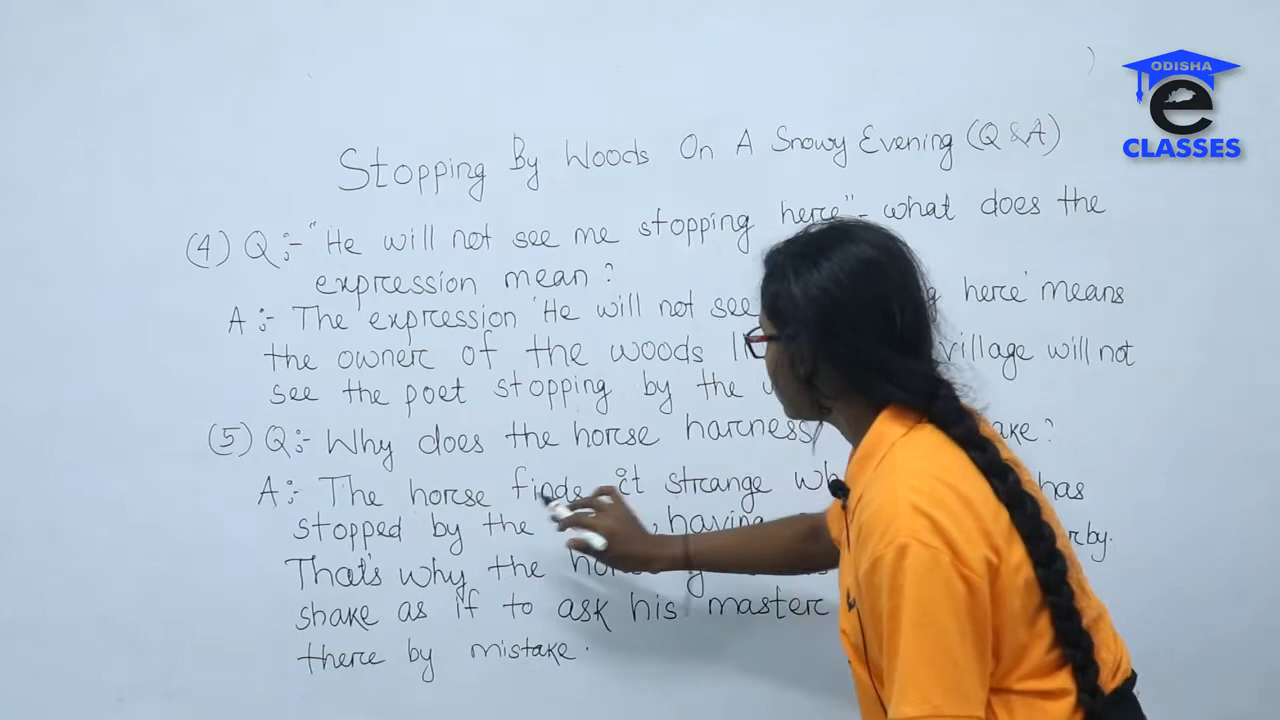 ODISHA
e
CLASSES
Stopping By Woods On A Snowy Evening (Q & A)
(4) Q:- "He will not see me stopping here" - what does the
expression mean?
A:- The expression 'He will not see here' means
the owner of the woods village will not
see the poet stopping by the
(5) Q:- Why does the horse harness
A:- The horse finds it strange has
stopped by the , having
That's why the
shake as if to ask his master
there by mistake.